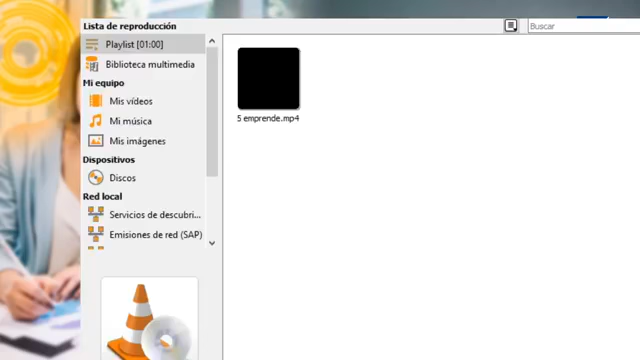 Lista de reproducción
Buscar
Playlist [01:00]
Biblioteca multimedia
Mi equipo
Mis vídeos
Mi música
Mis imágenes
Dispositivos
Discos
Red local
Servicios de descubri...
Emisiones de red (SAP)
5 emprende.mp4